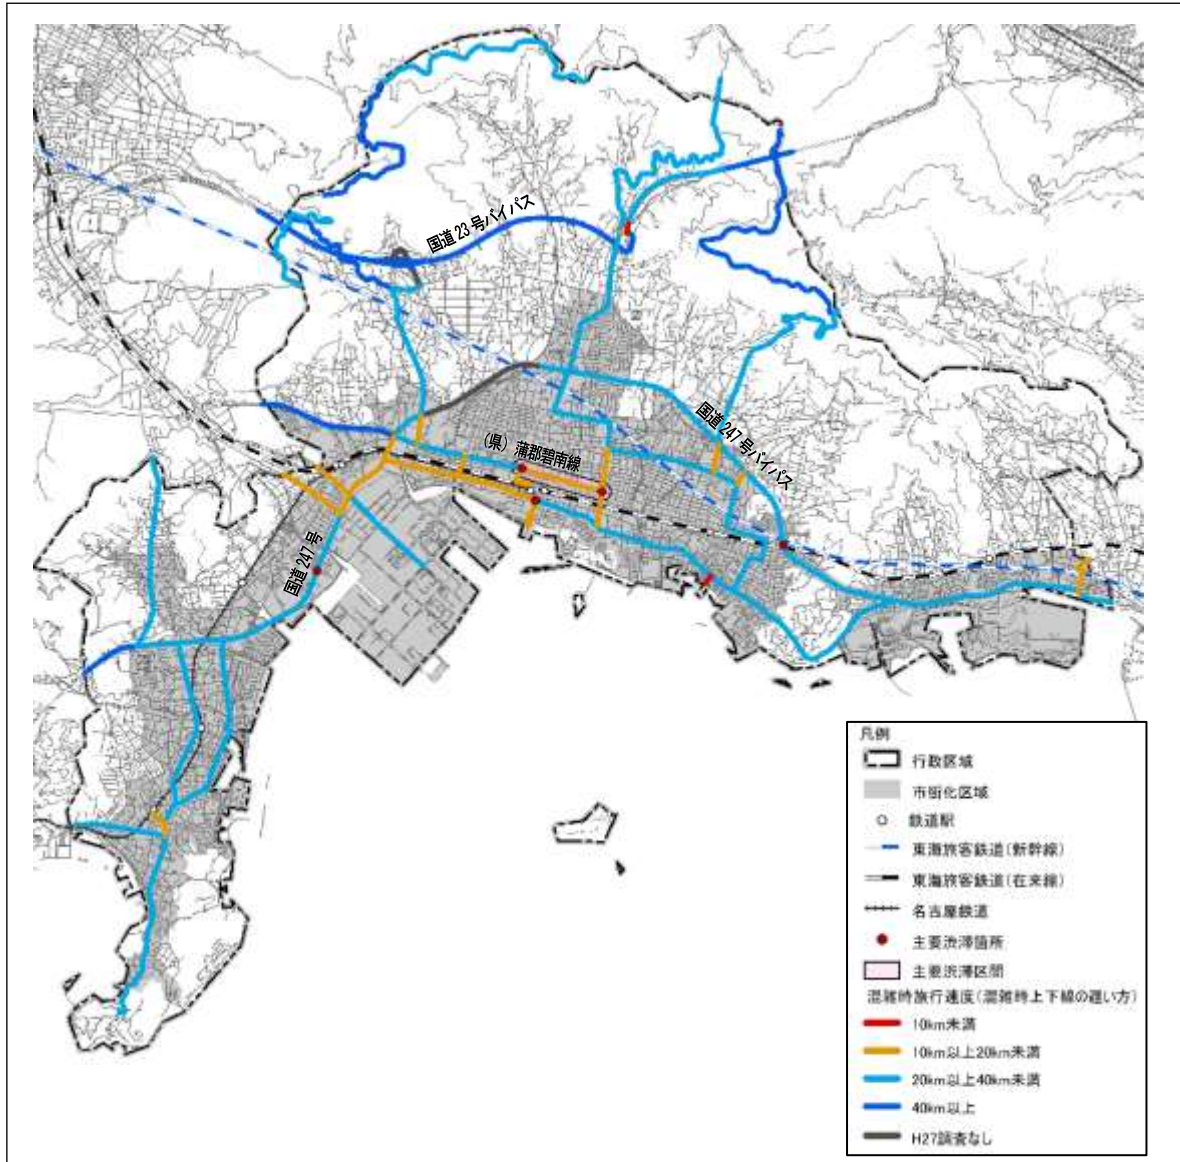 国道23号バイパス
国道247号バイパス
(県)蒲郡碧南線
国道247号
凡例
行政区域
市街化区域
鉄道駅
東海旅客鉄道(新幹線)
東海旅客鉄道(在来線)
名古屋鉄道
主要渋滞箇所
主要渋滞区間
混雑時旅行速度(混雑時上下線の遅い方)
10km未満
10km以上20km未満
20km以上40km未満
40km以上
H27調査なし